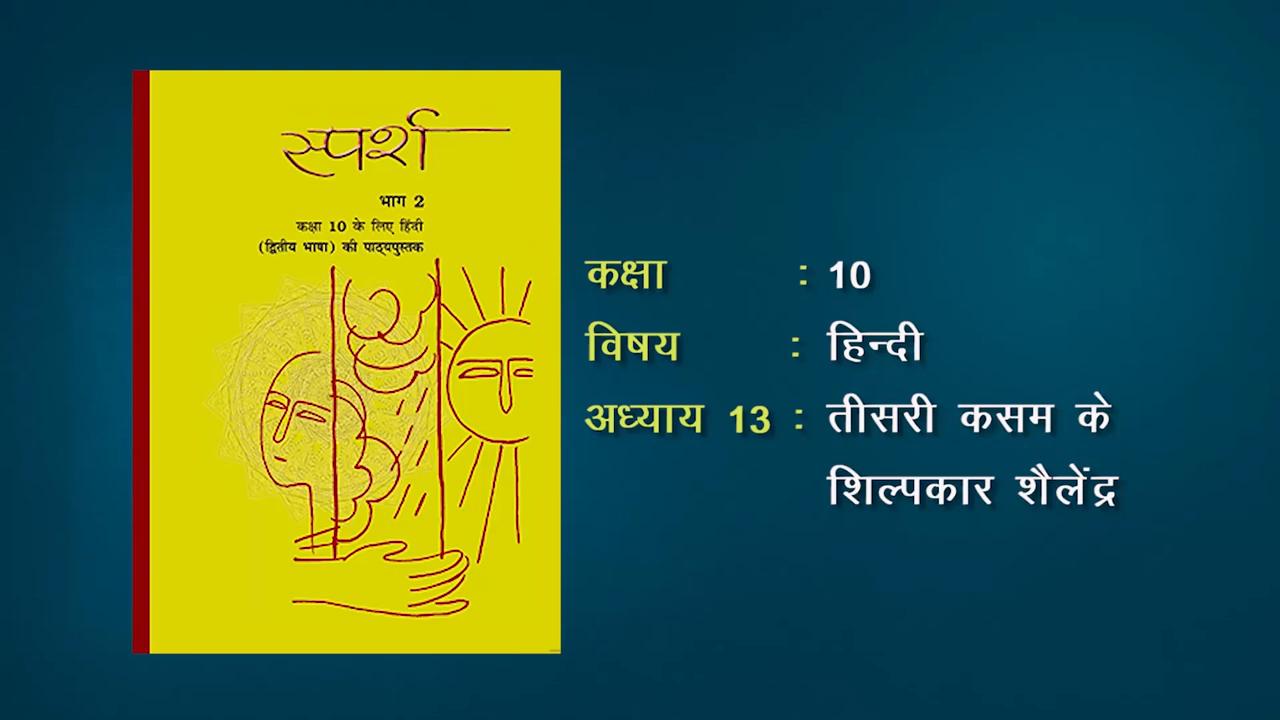 स्पर्श
भाग 2
कक्षा 10 के लिए हिंदी
(द्वितीय भाषा) की पाठ्यपुस्तक
कक्षा : 10
विषय : हिन्दी
अध्याय 13 : तीसरी कसम के
शिल्पकार शैलेंद्र